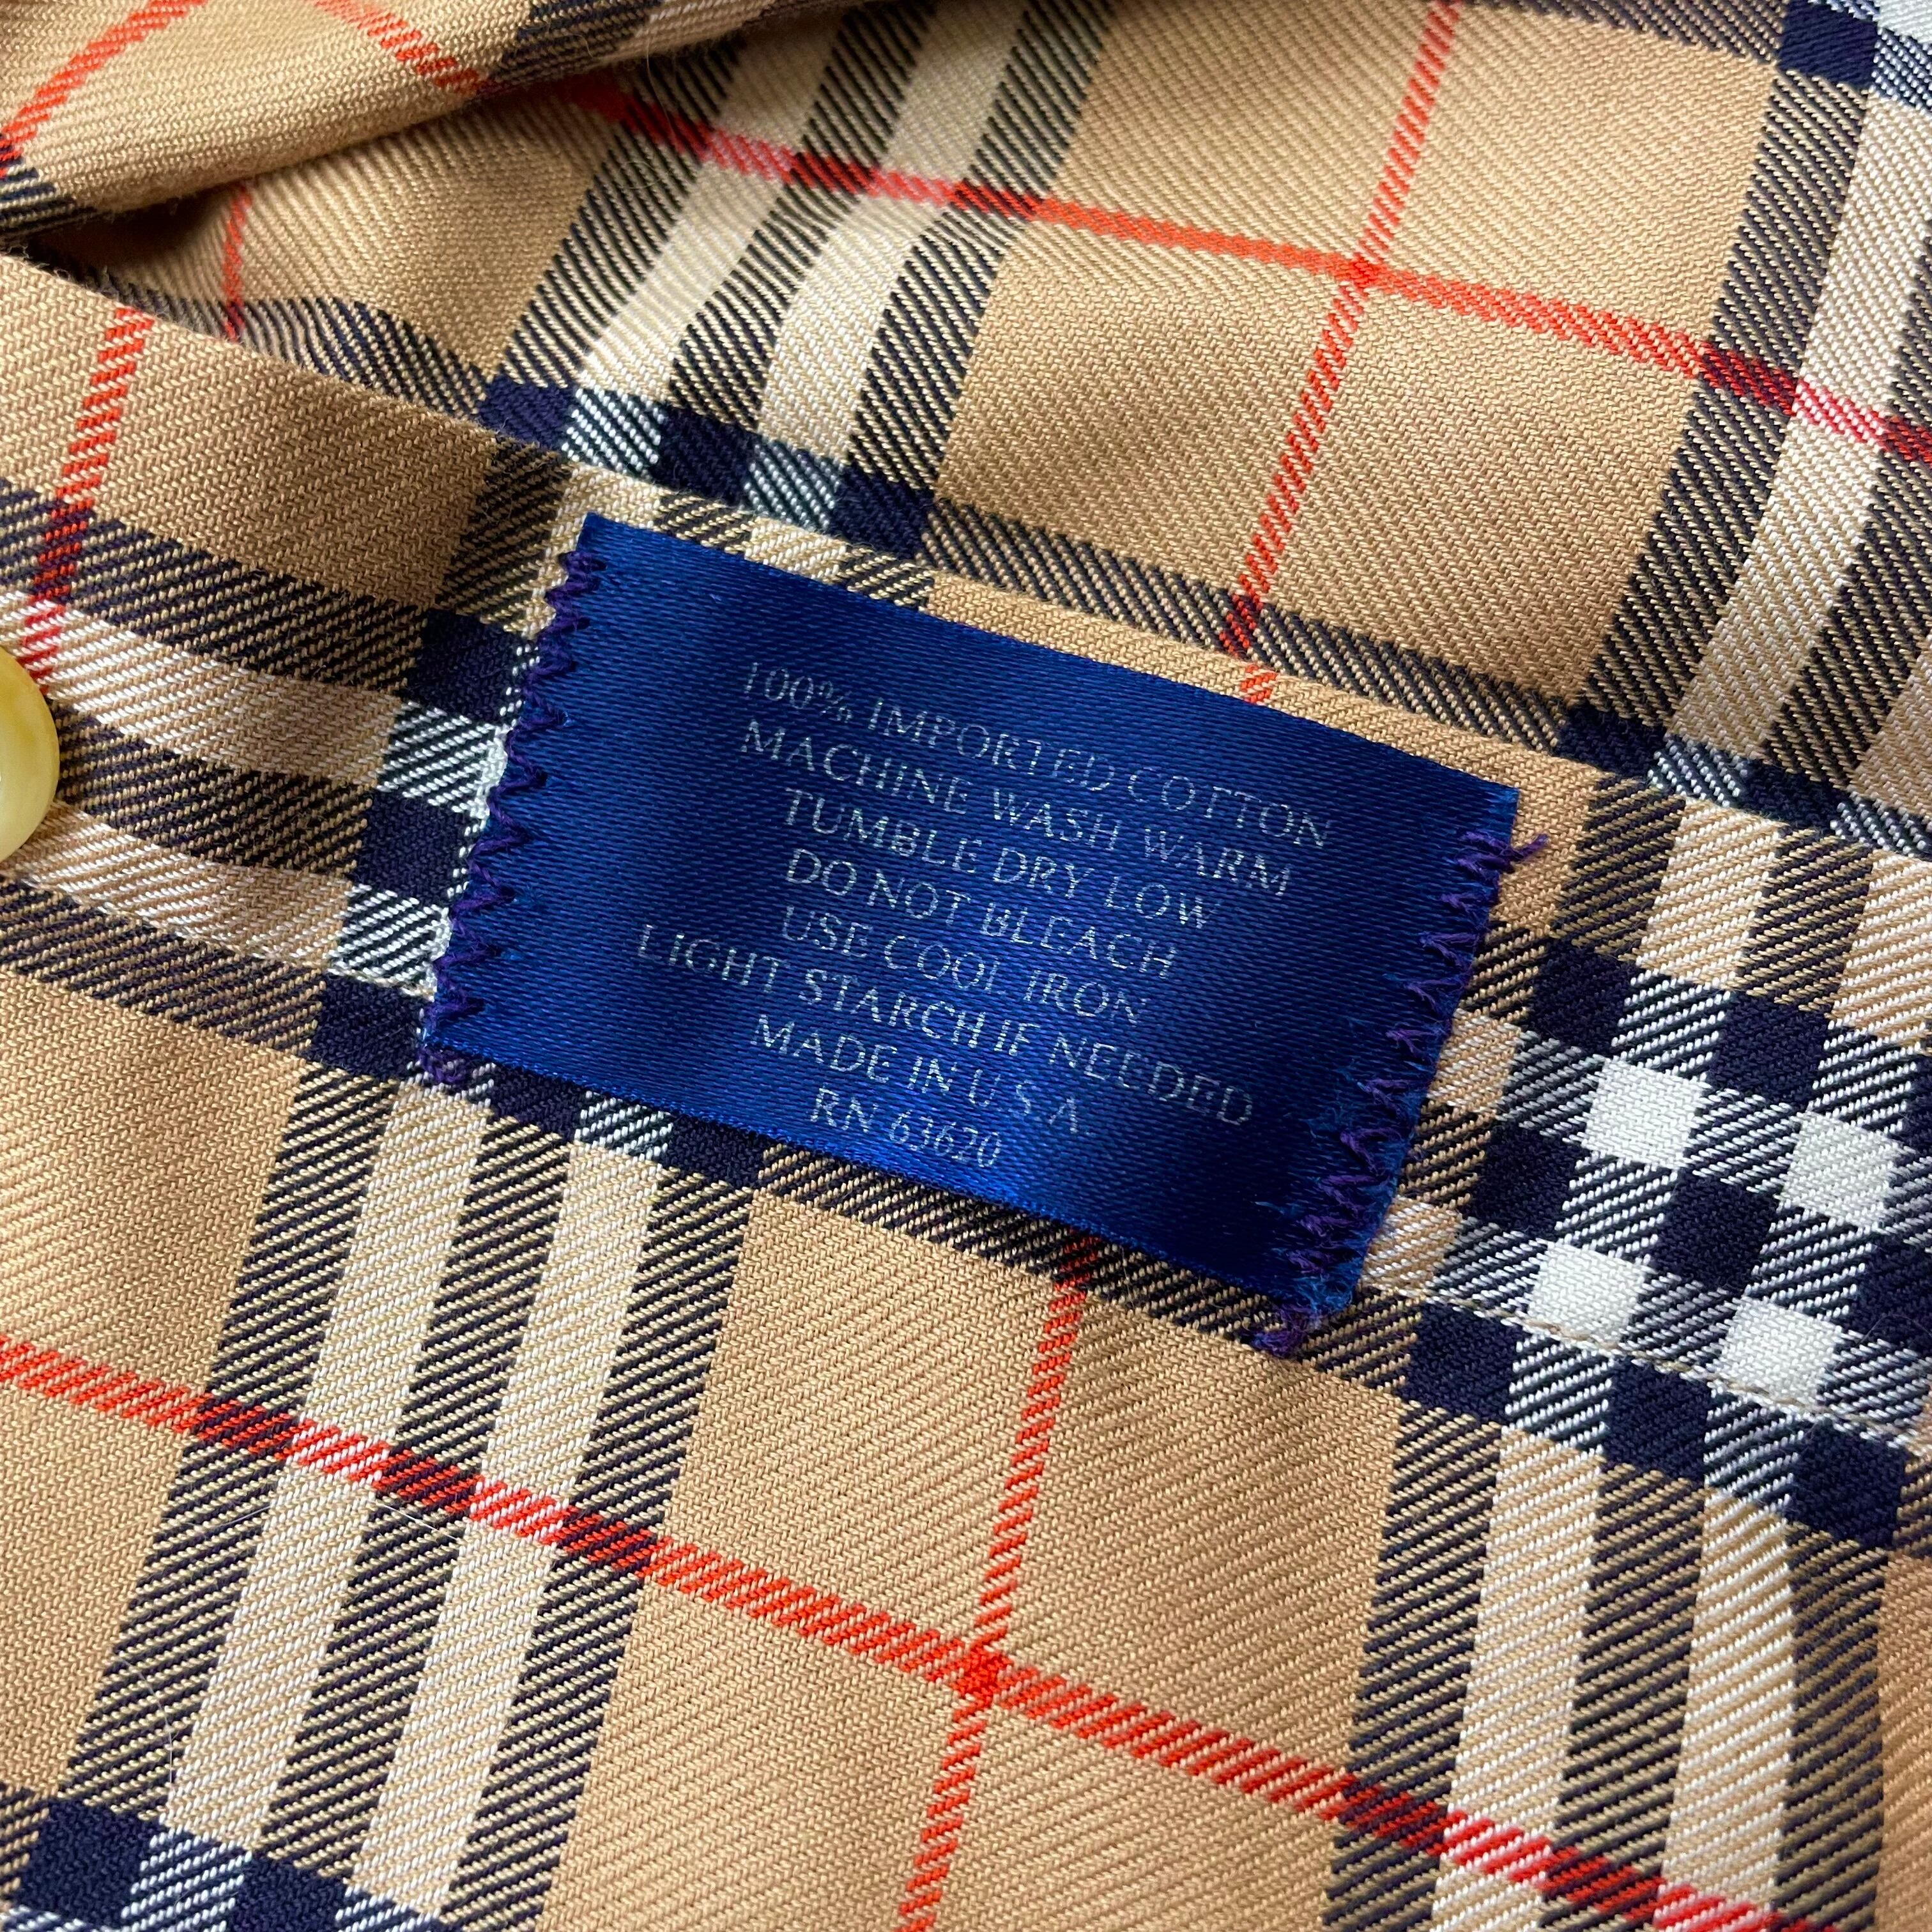 100% IMPORTED COTTON
MACHINE WASH WARM
TUMBLE DRY LOW
DO NOT BLEACH
USE COOL IRON
LIGHT STARCH IF NEEDED
MADE IN U.S.A.
RN 63620